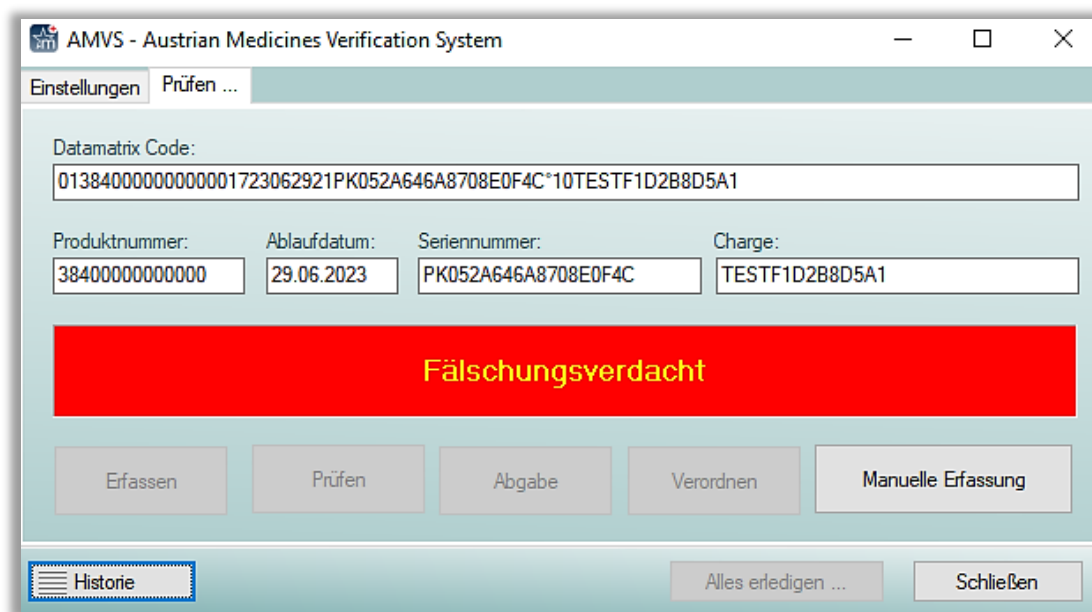 AMVS - Austrian Medicines Verification System
Einstellungen Prüfen ...
Datamatrix Code:
01384000000000001723062921PK052A646A8708E0F4C°10TESTF1D2B8D5A1
Produktnummer: Ablaufdatum: Seriennummer: Charge:
38400000000000 29.06.2023 PK052A646A8708E0F4C TESTF1D2B8D5A1
Fälschungsverdacht
Erfassen Prüfen Abgabe Verordnen Manuelle Erfassung
Historie Alles erledigen ... Schließen